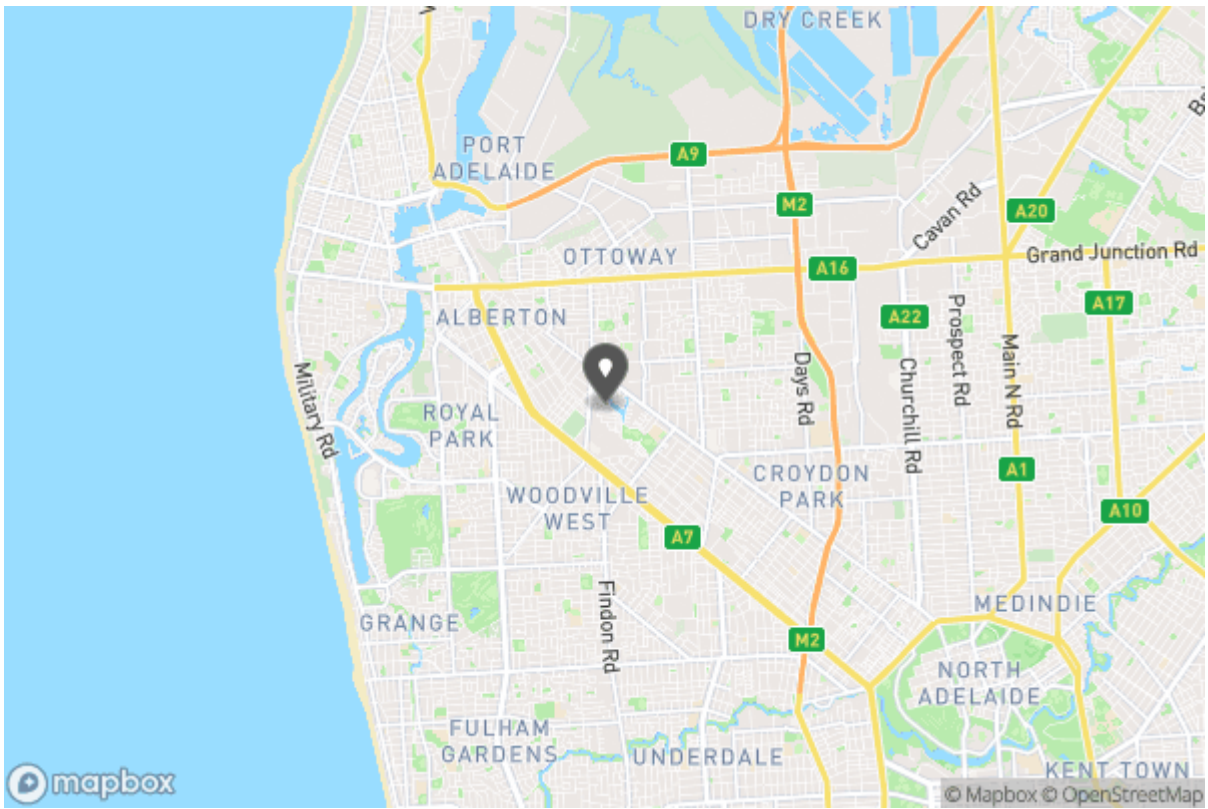 DRY CREEK
PORT
ADELAIDE
A9
M2
Cavan Rd
A20
OTTOWAY
A16
Grand Junction Rd
A17
ALBERTON
A22
Prospect Rd
Main N Rd
Military Rd
Days Rd
Churchill Rd
ROYAL
PARK
CROYDON
PARK
A1
WOODVILLE
WEST
A10
A7
Findon Rd
GRANGE
MEDINDIE
M2
NORTH
ADELAIDE
FULHAM
GARDENS
UNDERDALE
KENT TOWN
mapbox
© Mapbox © OpenStreetMap